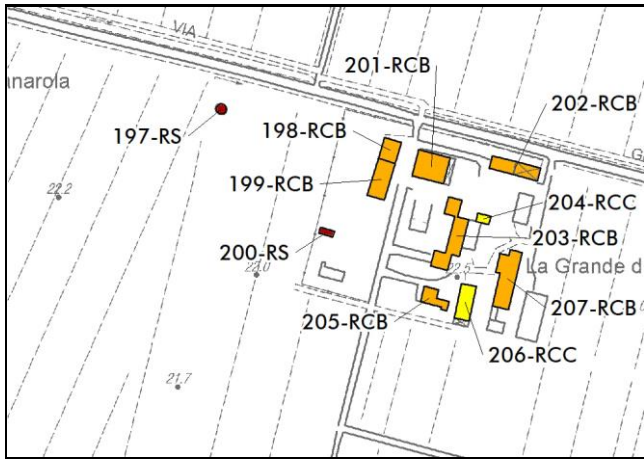 VIA
anarola
201-RCB
202-RCB
197-RS
198-RCB
G
199-RCB
22.2
204-RCC
203-RCB
200-RS
22.0
22.5
La Grande d
207-RCB
205-RCB
206-RCC
21.7